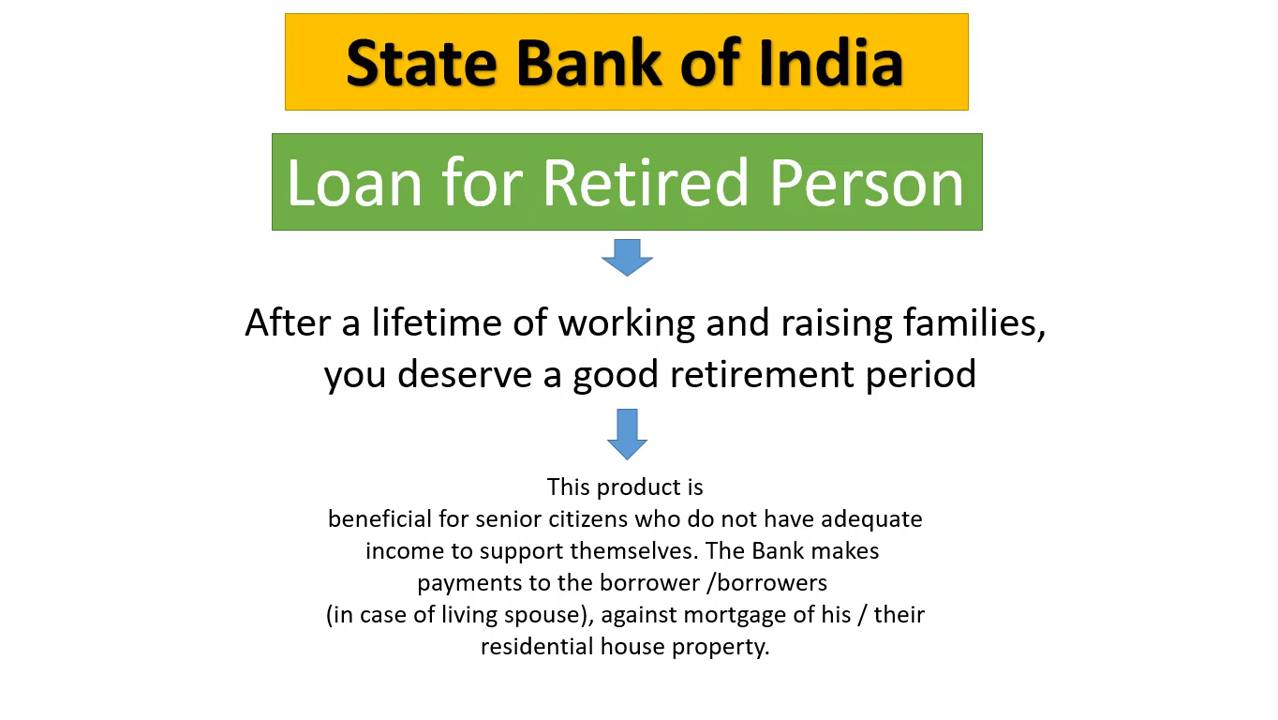 State Bank of India
Loan for Retired Person
After a lifetime of working and raising families,
you deserve a good retirement period
This product is
beneficial for senior citizens who do not have adequate
income to support themselves. The Bank makes
payments to the borrower /borrowers
(in case of living spouse), against mortgage of his / their
residential house property.